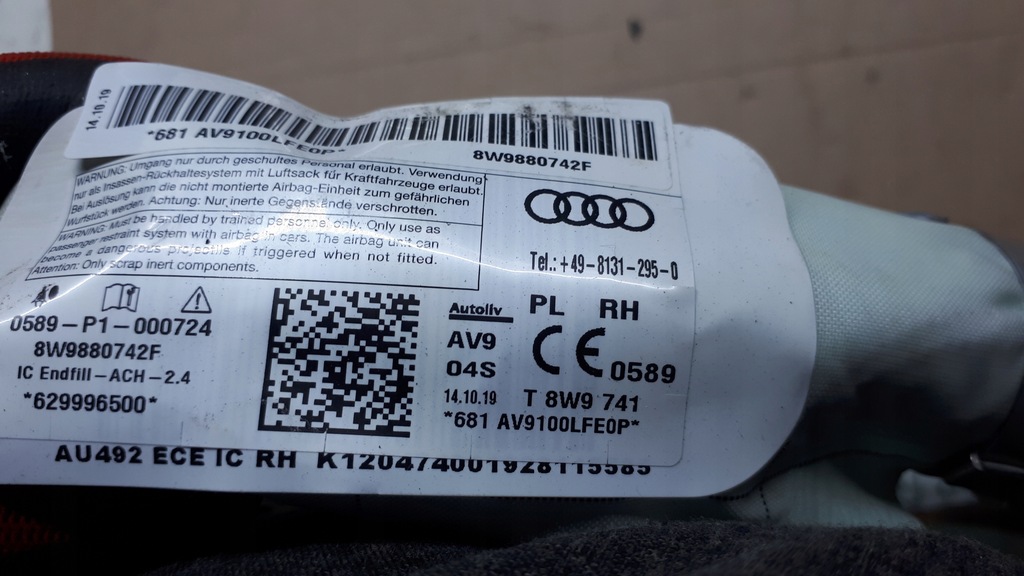 14.10.19
*681 AV9100LFE0P*
8W9880742F
WARNUNG: Umgang nur durch geschultes Personal erlaubt. Verwendung
nur als Insassen-Rückhaltesystem mit Luftsack für Kraftfahrzeuge erlaubt.
Bei Auslösung kann die nicht montierte Airbag-Einheit zum gefährlichen
Wurfstück werden. Achtung: Nur inerte Gegenstände verschrotten.
WARNING: Must be handled by trained personnel only. Only use as
passenger restraint system with airbag in cars. The airbag unit can
become a dangerous projectile if triggered when not fitted.
Attention: Only scrap inert components.
Tel.: +49-8131-295-0
0589-P1-000724
8W9880742F
IC Endfill-ACH-2.4
*629996500*
Autoliv
AV9
04S
14.10.19
PL RH
CE 0589
T 8W9 741
*681 AV9100LFE0P*
AU492 ECE IC RH K1204740019281155​85